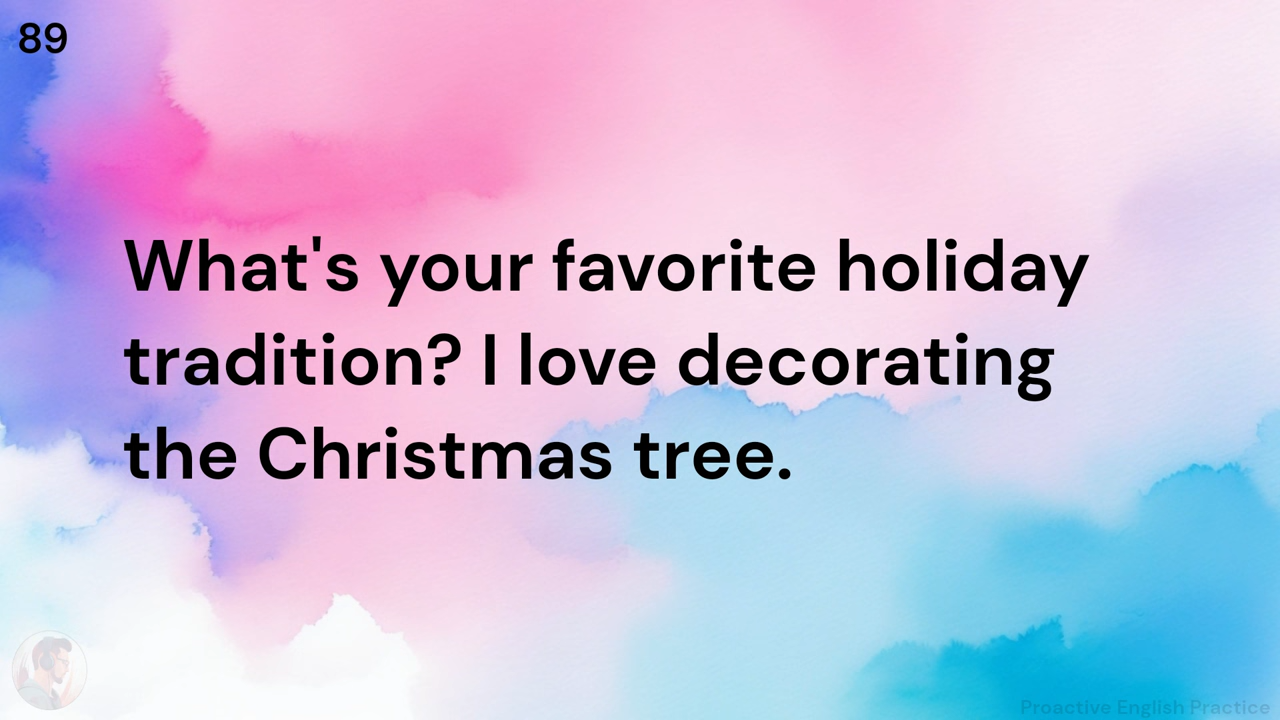 89
What's your favorite holiday
tradition? I love decorating
the Christmas tree.
Proactive English Practice